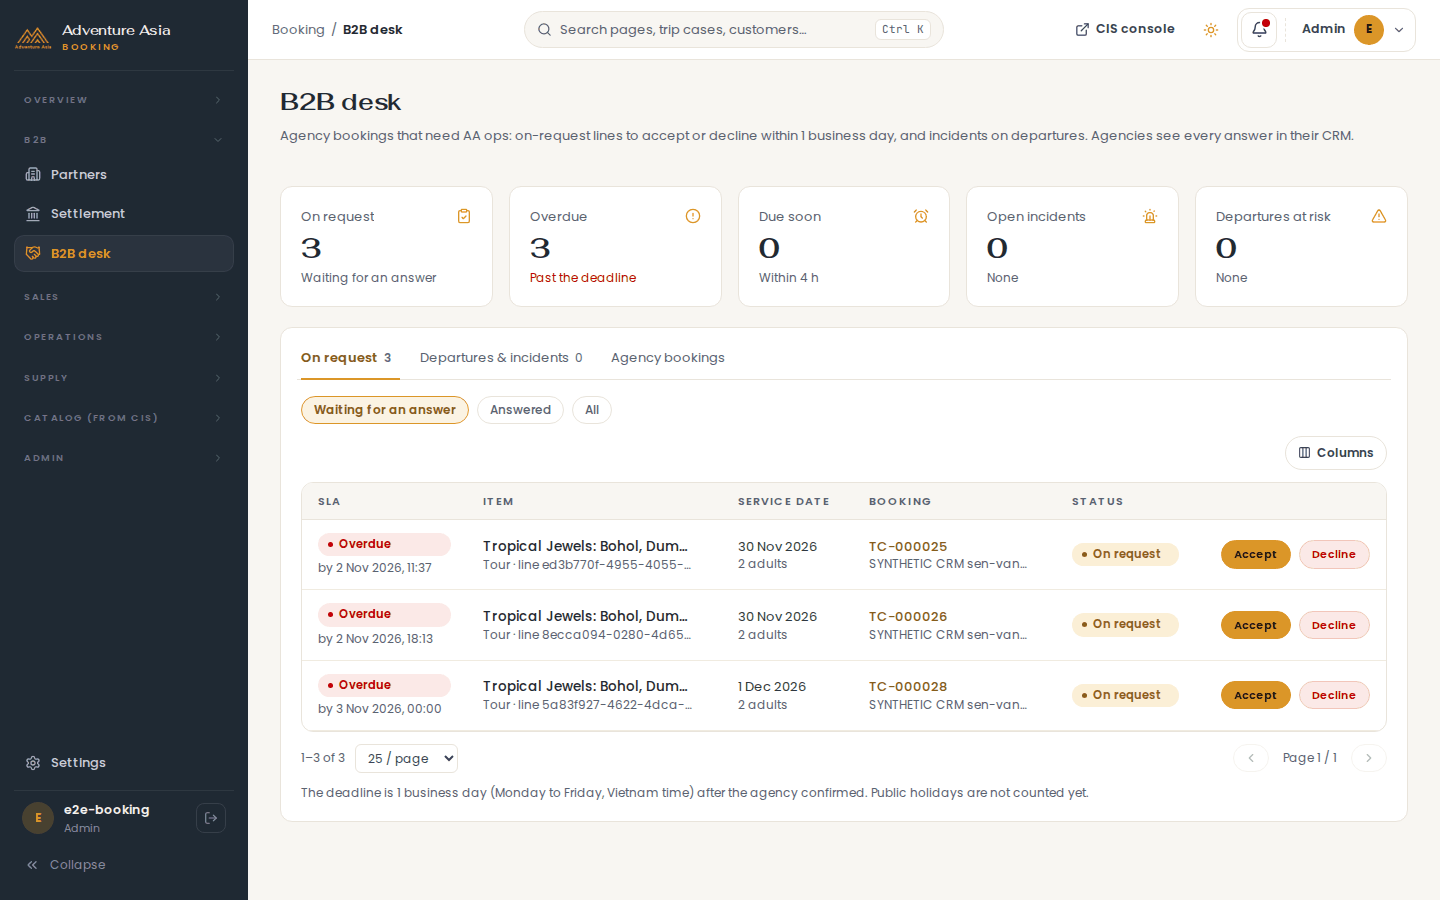 Adventure Asia
Adventure Asia
BOOKING
OVERVIEW
B2B
Partners
Settlement
B2B desk
SALES
OPERATIONS
SUPPLY
CATALOG (FROM CIS)
ADMIN
Settings
E
e2e-booking
Admin
Collapse
Booking / B2B desk
Search pages, trip cases, customers...
Ctrl K
CIS console
Admin
E
B2B desk
Agency bookings that need AA ops: on-request lines to accept or decline within 1 business day, and incidents on departures. Agencies see every answer in their CRM.
On request
3
Waiting for an answer
Overdue
3
Past the deadline
Due soon
0
Within 4 h
Open incidents
0
None
Departures at risk
0
None
On request 3
Departures & incidents 0
Agency bookings
Waiting for an answer
Answered
All
Columns
SLA ITEM SERVICE DATE BOOKING STATUS
Overdue
by 2 Nov 2026, 11:37
Tropical Jewels: Bohol, Dum...
Tour · line ed3b770f-4955-4055-...
30 Nov 2026
2 adults
TC-000025
SYNTHETIC CRM sen-van...
On request
Accept
Decline
Overdue
by 2 Nov 2026, 18:13
Tropical Jewels: Bohol, Dum...
Tour · line 8ecca094-0280-4d65...
30 Nov 2026
2 adults
TC-000026
SYNTHETIC CRM sen-van...
On request
Accept
Decline
Overdue
by 3 Nov 2026, 00:00
Tropical Jewels: Bohol, Dum...
Tour · line 5a83f927-4622-4dca-...
1 Dec 2026
2 adults
TC-000028
SYNTHETIC CRM sen-van...
On request
Accept
Decline
1–3 of 3
25 / page
Page 1 / 1
The deadline is 1 business day (Monday to Friday, Vietnam time) after the agency confirmed. Public holidays are not counted yet.